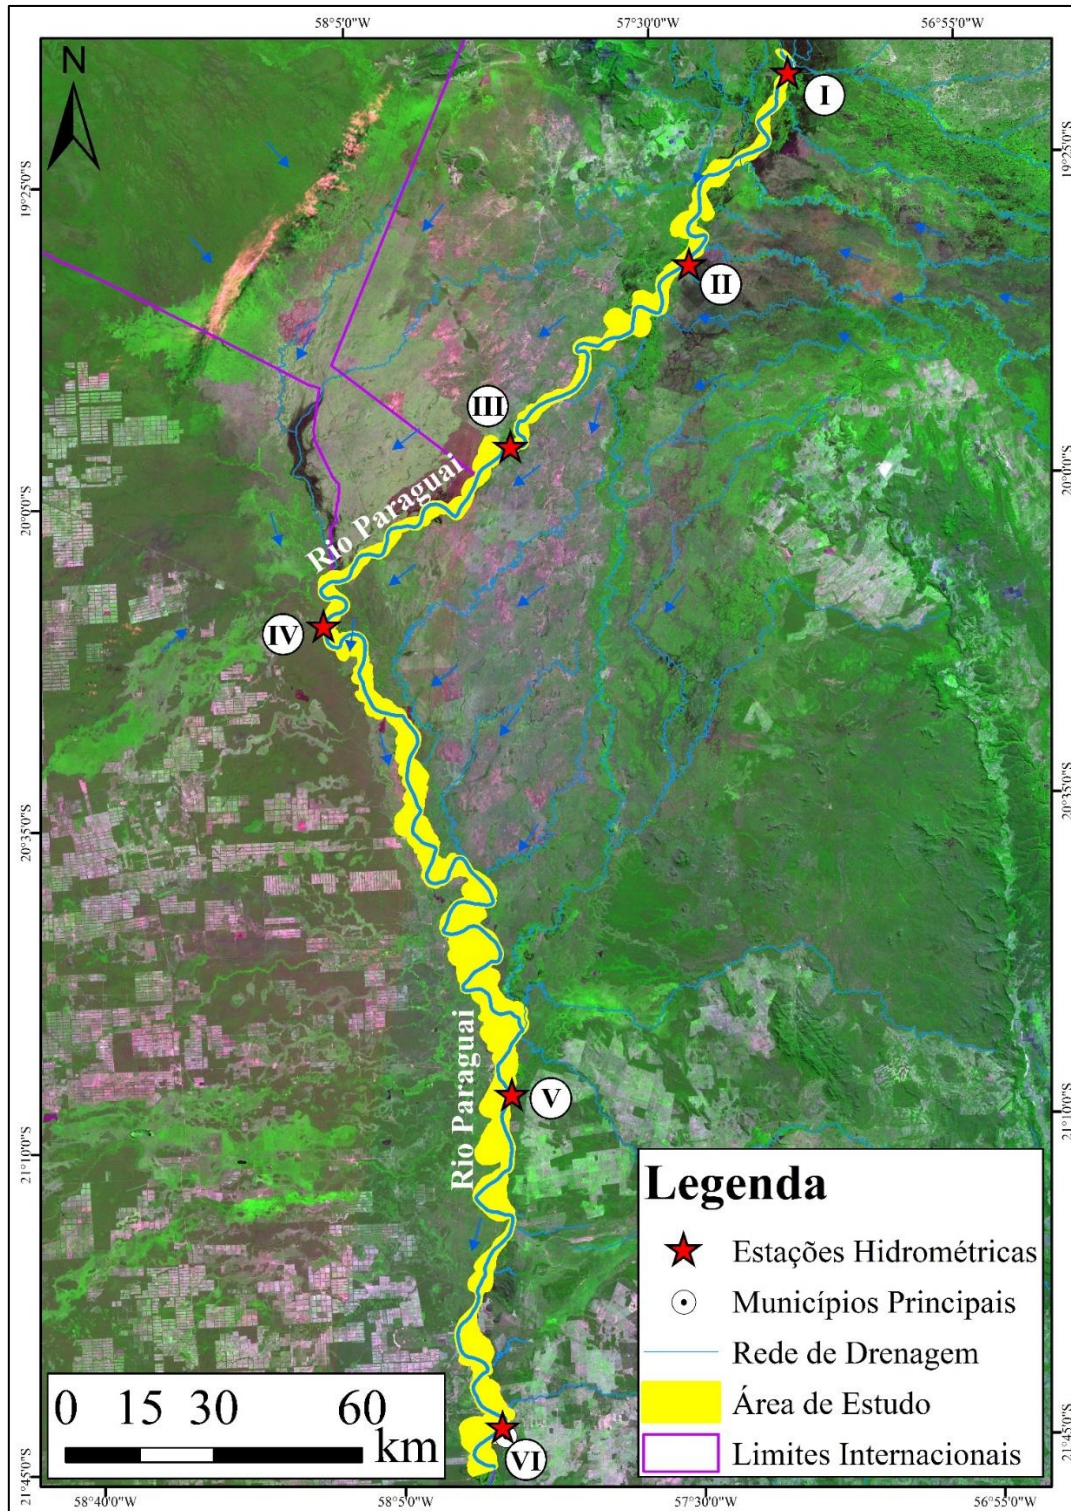 58°5'0"W
57°30'0"W
56°55'0"W
N
I
19°25'0"S
19°25'0"S
II
III
20°0'0"S
20°0'0"S
Rio Paraguai
IV
20°35'0"S
20°35'0"S
Rio Paraguai
V
21°10'0"S
21°10'0"S
Legenda
Estações Hidrométricas
Municípios Principais
Rede de Drenagem
Área de Estudo
Limites Internacionais
0 15 30 60
km
VI
21°45'0"S
21°45'0"S
58°40'0"W
58°5'0"W
57°30'0"W
56°55'0"W